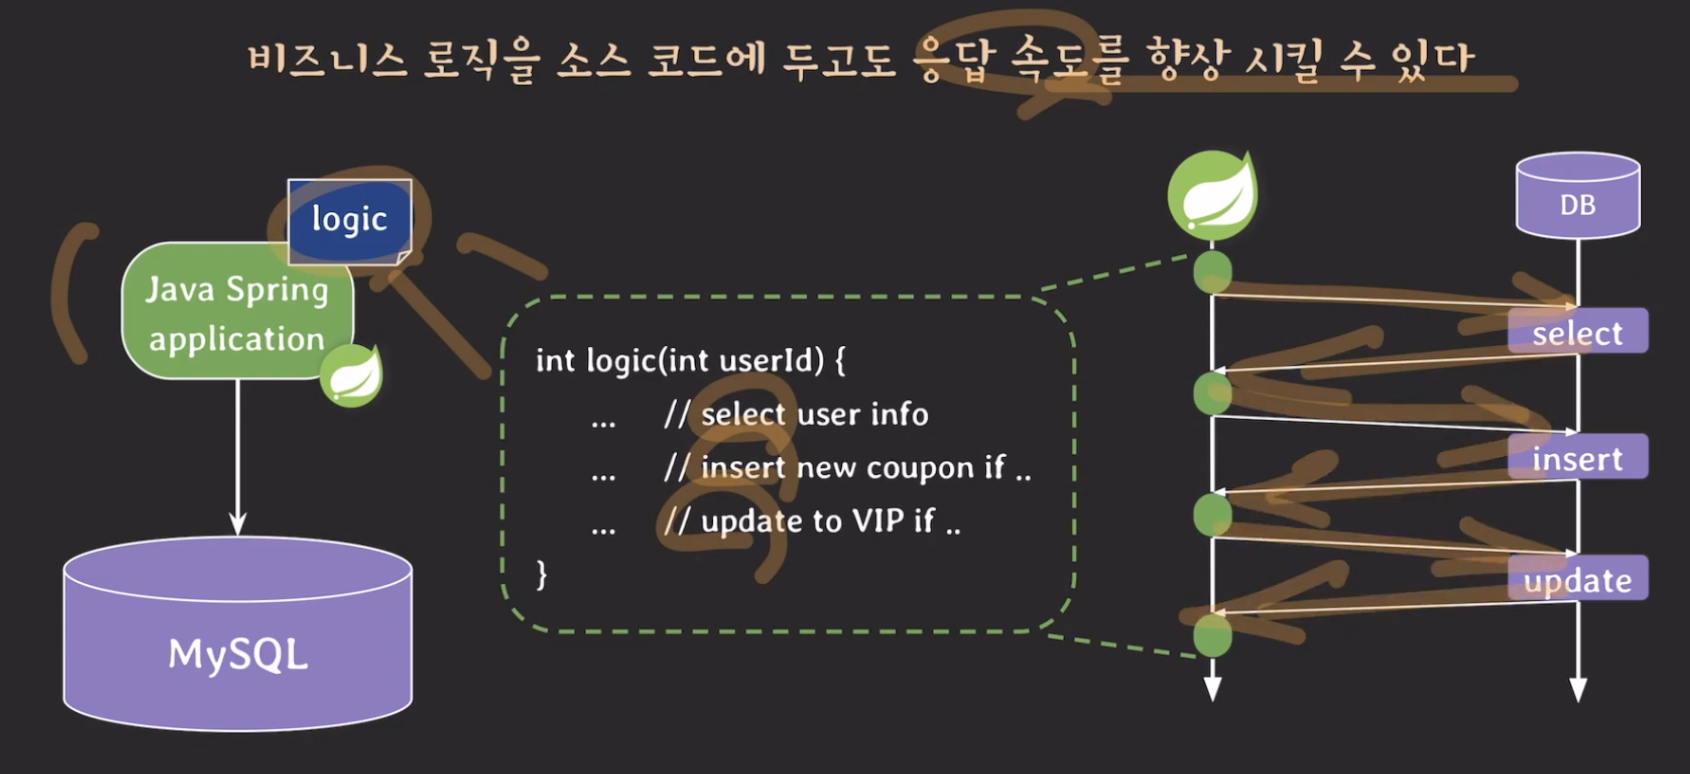 비즈니스 로직을 소스 코드에 두고도 응답 속도를 향상 시킬 수 있다
logic
Java Spring
application
MySQL
int logic(int userId) {
... // select user info
... // insert new coupon if ..
... // update to VIP if ..
}
DB
select
insert
update